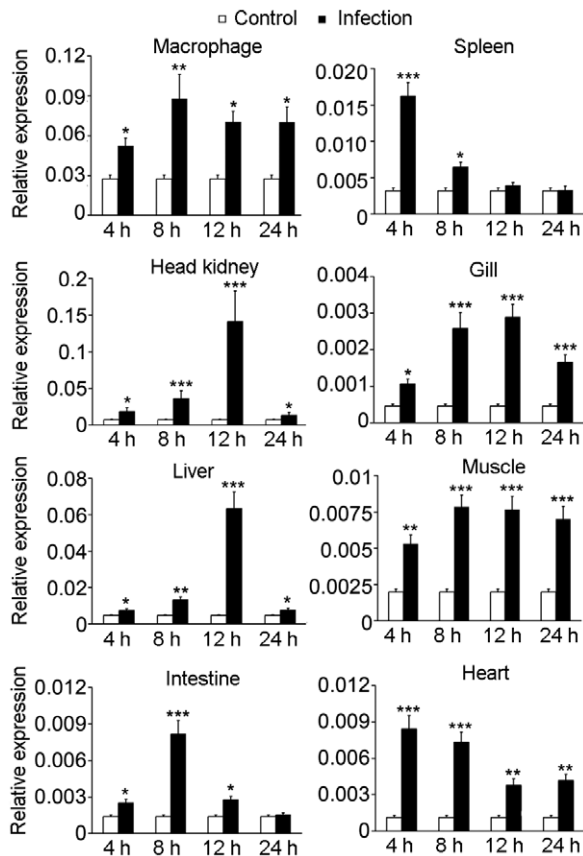 Control Infection
Macrophage
Relative expression
0.12
0.09
0.06
0.03
0
* ** * *
4 h 8 h 12 h 24 h
Spleen
0.020
0.015
0.010
0.005
0
*** *
4 h 8 h 12 h 24 h
Head kidney
Relative expression
0.2
0.15
0.1
0.05
0
* *** *** *
4 h 8 h 12 h 24 h
Gill
0.004
0.003
0.002
0.001
0
* *** *** ***
4 h 8 h 12 h 24 h
Liver
Relative expression
0.08
0.06
0.04
0.02
0
* ** *** *
4 h 8 h 12 h 24 h
Muscle
0.01
0.0075
0.005
0.0025
0
** *** *** ***
4 h 8 h 12 h 24 h
Intestine
Relative expression
0.012
0.009
0.006
0.003
0
* *** *
4 h 8 h 12 h 24 h
Heart
0.012
0.009
0.006
0.003
0
*** *** ** **
4 h 8 h 12 h 24 h